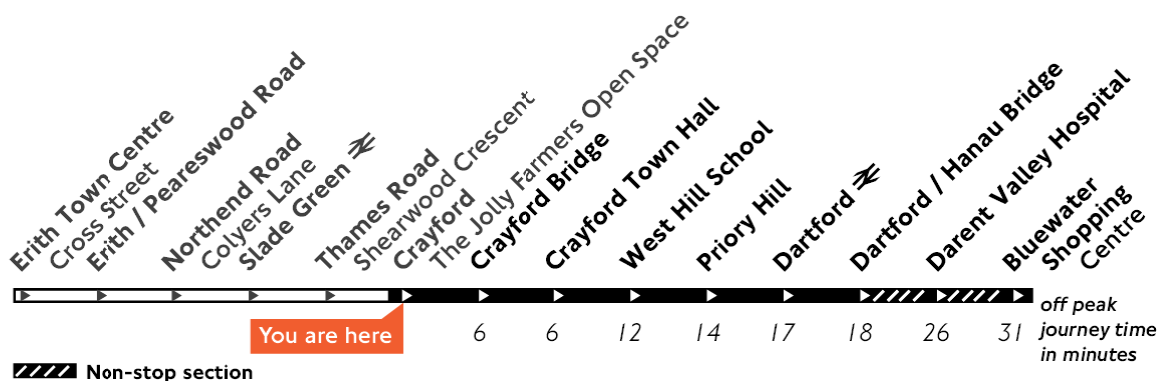 Erith Town Centre
Cross Street
Erith / Peareswood Road
Northend Road
Colyers Lane
Slade Green
Thames Road
Shearwood Crescent
Crayford
The Jolly Farmers Open Space
Crayford Bridge
Crayford Town Hall
West Hill School
Priory Hill
Dartford
Dartford / Hanau Bridge
Darent Valley Hospital
Bluewater
Shopping
Centre
You are here
6 6 12 14 17 18 26 31
off peak
journey time
in minutes
Non-stop section